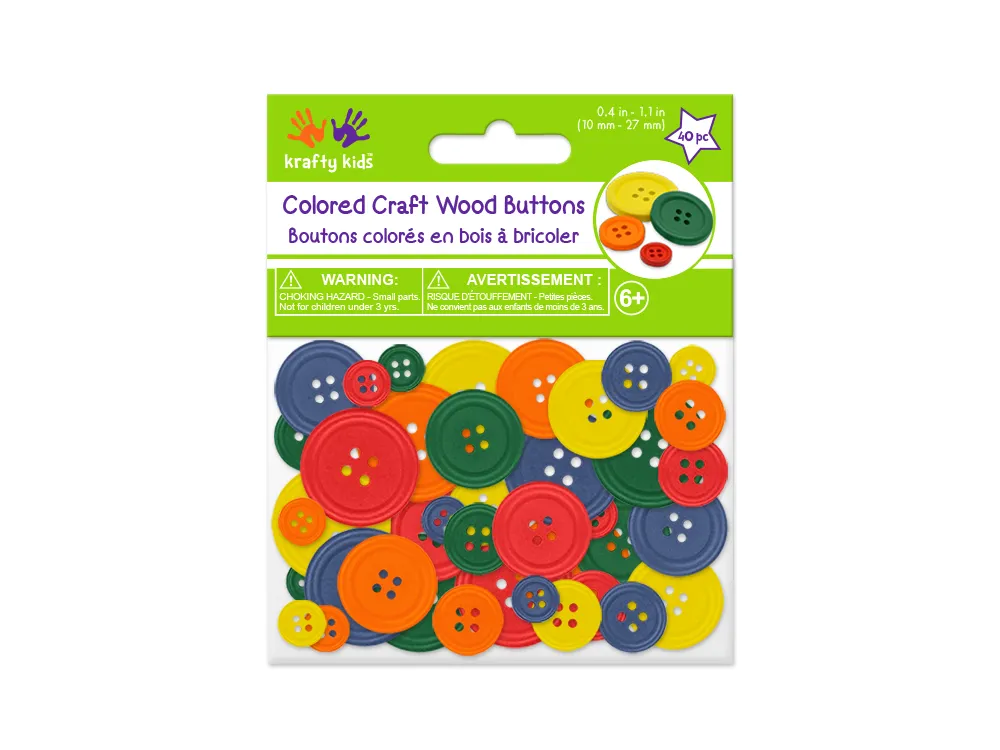 0.4 in - 1.1 in
(10 mm - 27 mm)
40 pc
krafty kids™
Colored Craft Wood Buttons
Boutons colorés en bois à bricoler
WARNING:
CHOKING HAZARD - Small parts.
Not for children under 3 yrs.
AVERTISSEMENT :
RISQUE D'ÉTOUFFEMENT - Petites pièces.
Ne convient pas aux enfants de moins de 3 ans.
6+